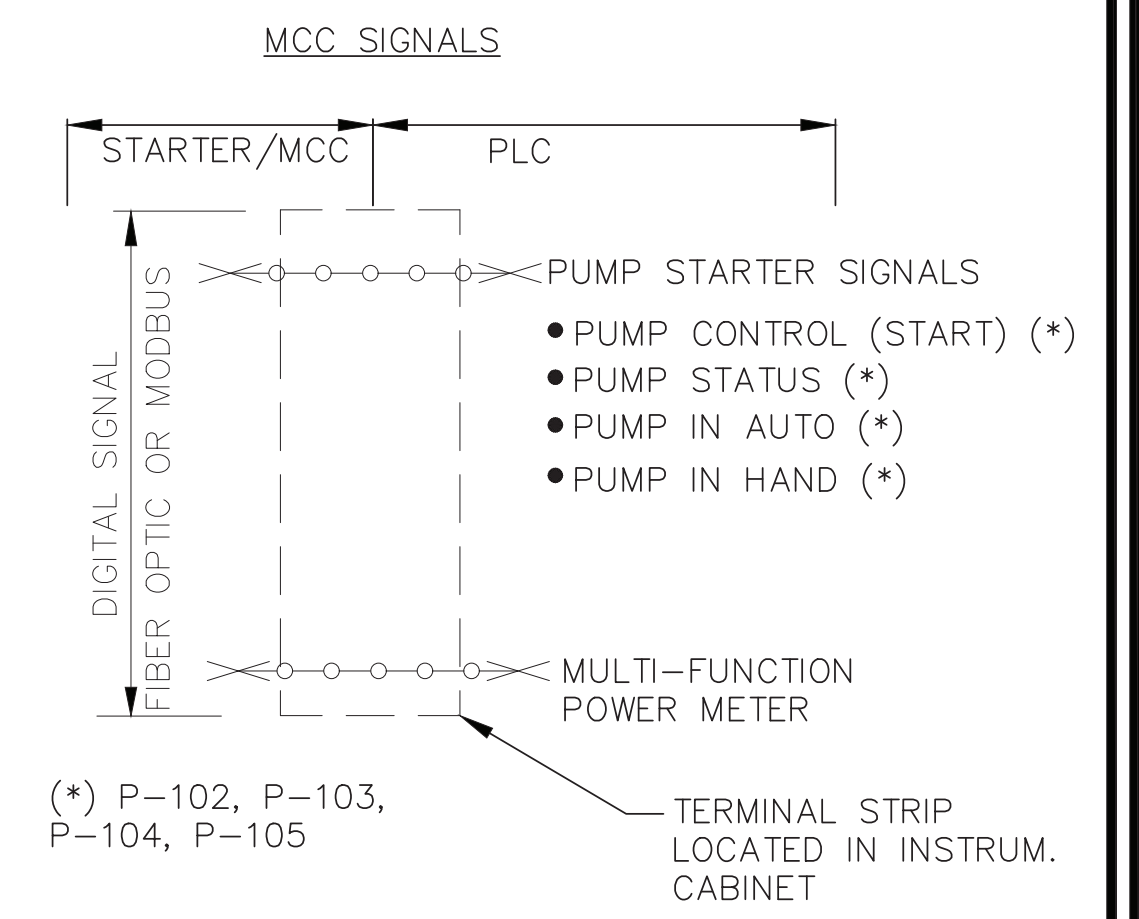 MCC SIGNALS
STARTER/MCC
PLC
DIGITAL SIGNAL
FIBER OPTIC OR MODBUS
PUMP STARTER SIGNALS
● PUMP CONTROL (START) (*)
● PUMP STATUS (*)
● PUMP IN AUTO (*)
● PUMP IN HAND (*)
MULTI-FUNCTION
POWER METER
(*) P-102, P-103,
P-104, P-105
TERMINAL STRIP
LOCATED IN INSTRUM.
CABINET